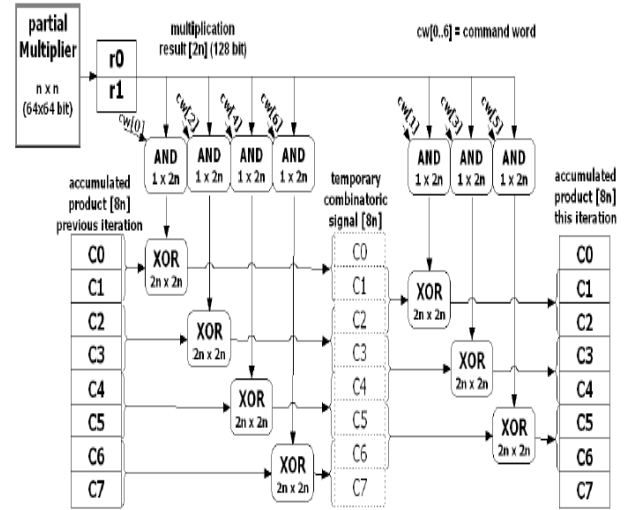 partial
Multiplier
n x n
(64x64 bit)
r0
r1
multiplication
result [2n] (128 bit)
cw[0..6] = command word
cw[0]
cw[2]
cw[4]
cw[6]
cw[1]
cw[3]
cw[5]
AND
1 x 2n
AND
1 x 2n
AND
1 x 2n
AND
1 x 2n
AND
1 x 2n
AND
1 x 2n
AND
1 x 2n
accumulated
product [8n]
previous iteration
temporary
combinatoric
signal [8n]
accumulated
product [8n]
this iteration
C0
C1
C2
C3
C4
C5
C6
C7
XOR
2n x 2n
XOR
2n x 2n
XOR
2n x 2n
XOR
2n x 2n
C0
C1
C2
C3
C4
C5
C6
C7
XOR
2n x 2n
XOR
2n x 2n
XOR
2n x 2n
C0
C1
C2
C3
C4
C5
C6
C7